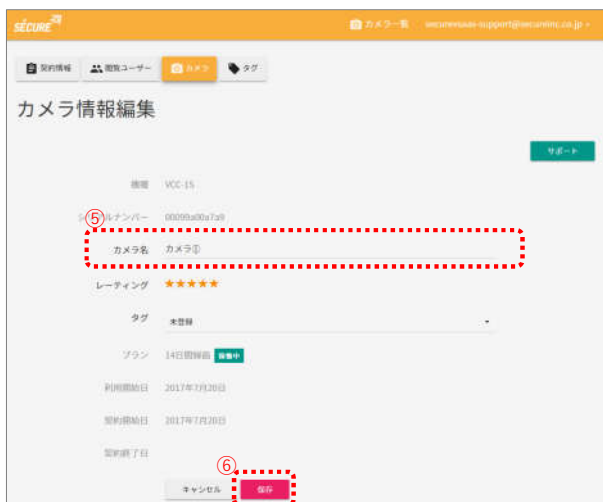 SECURE
カメラ一覧 securevsaas-support@secureinc.co.jp
契約情報 閲覧ユーザー カメラ タグ
カメラ情報編集
サポート
機種 VCC-1S
⑤
シリアルナンバー
カメラ名 カメラ①
レーティング ★★★★★
タグ 未登録
プラン 14日間録画 稼働中
利用開始日 2017年7月20日
契約開始日 2017年7月20日
契約終了日
⑥
キャンセル 保存